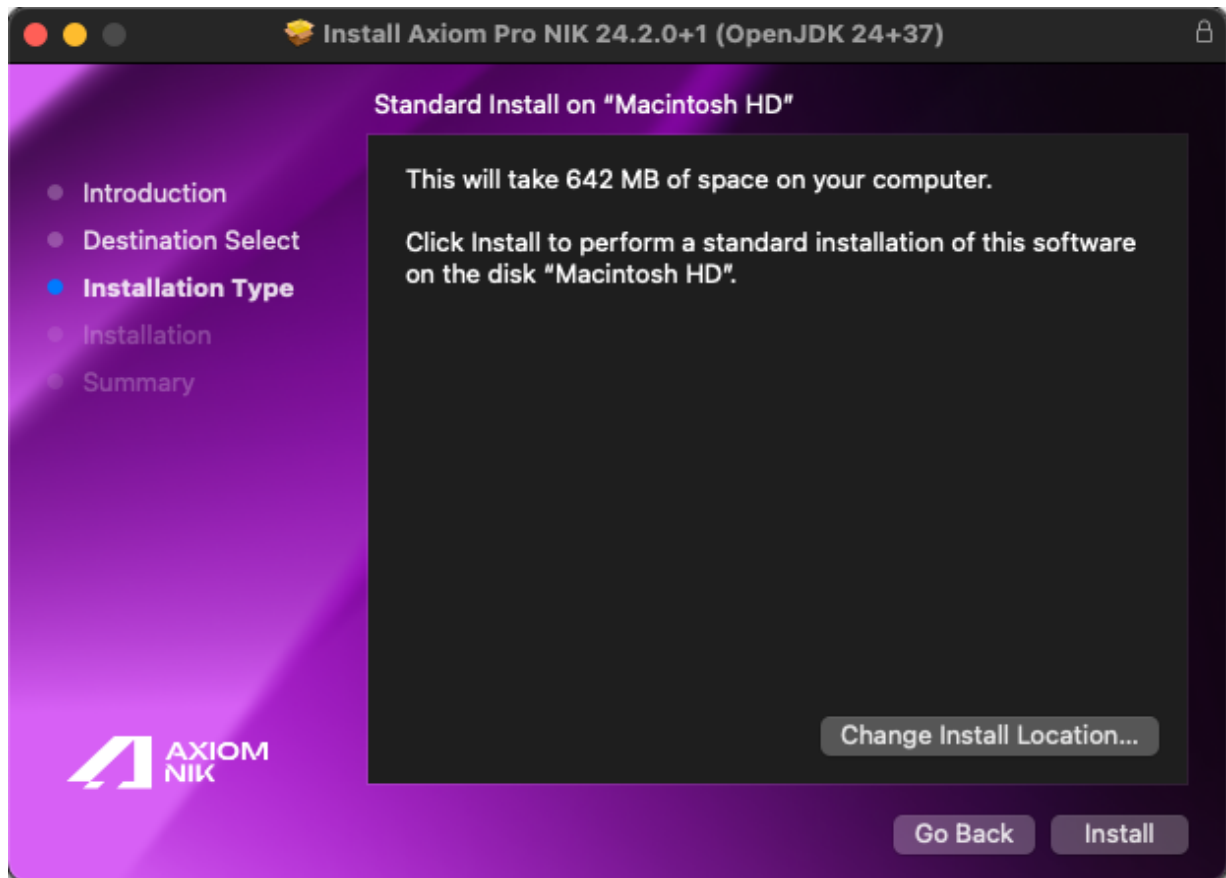 Install Axiom Pro NIK 24.2.0+1 (OpenJDK 24+37)
Standard Install on “Macintosh HD”
Introduction
Destination Select
Installation Type
Installation
Summary
This will take 642 MB of space on your computer.
Click Install to perform a standard installation of this software
on the disk “Macintosh HD”.
Change Install Location...
AXIOM
NIK
Go Back
Install